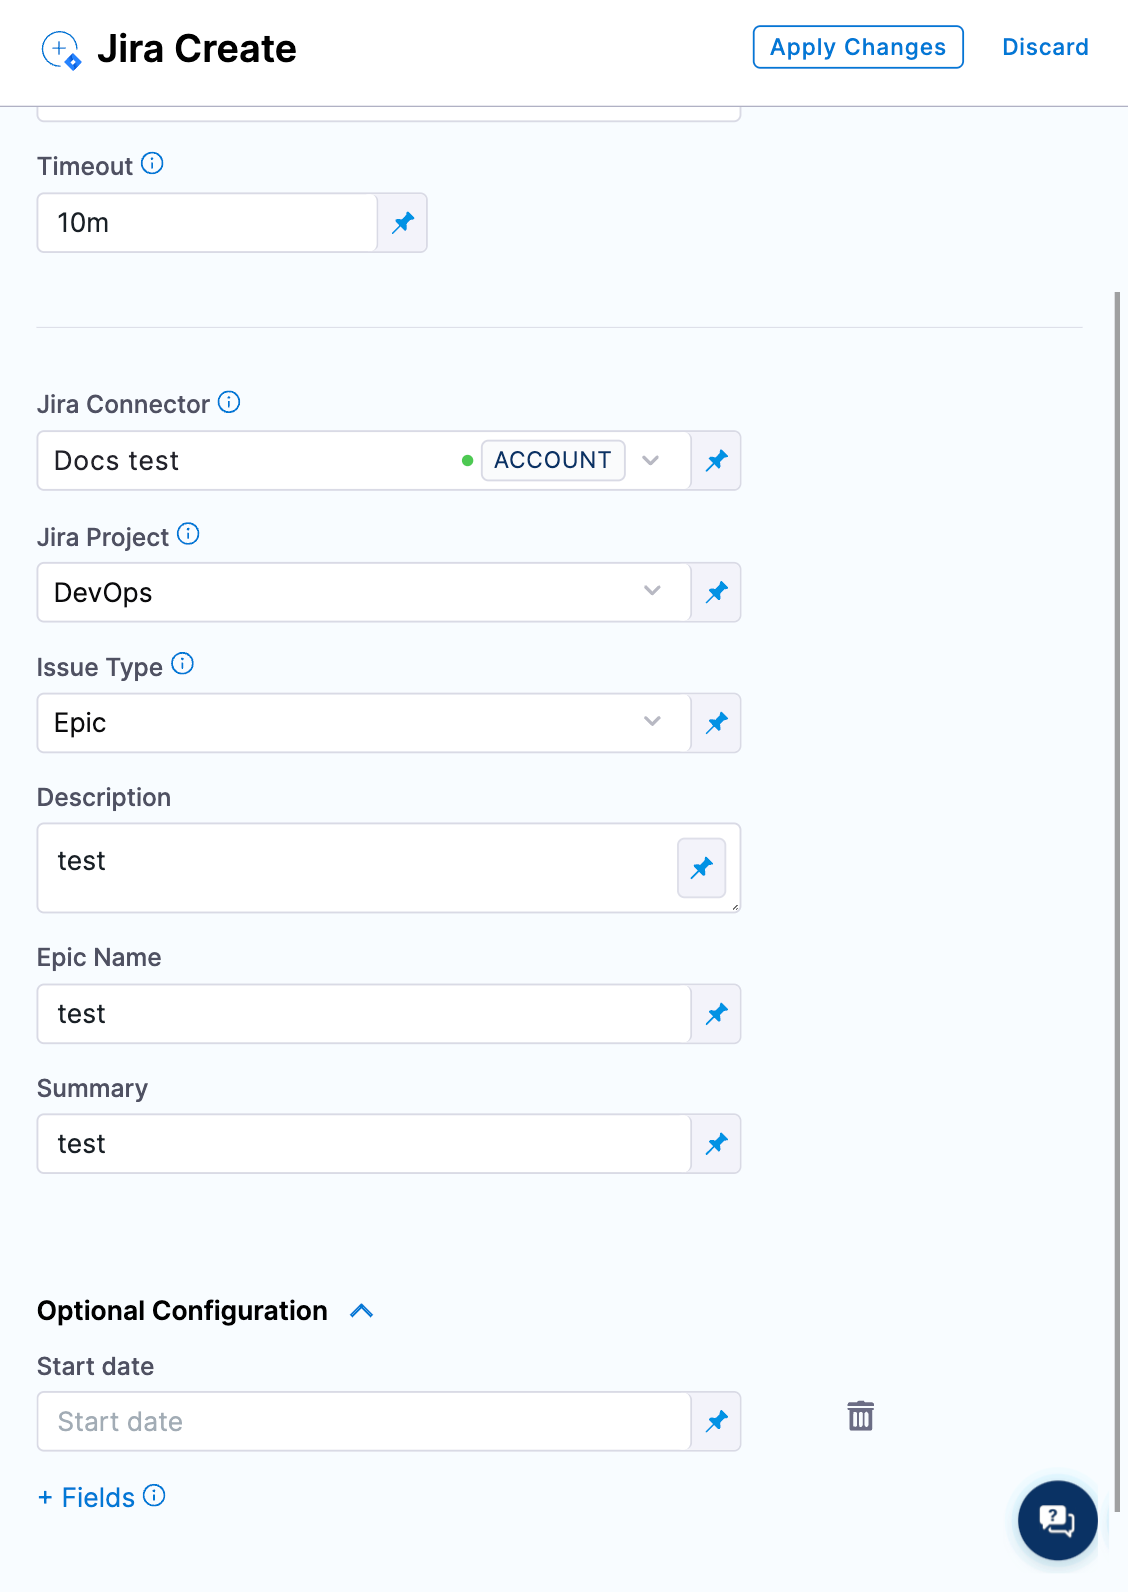 Jira Create
Apply Changes
Discard
Timeout
10m
Jira Connector
Docs test
ACCOUNT
Jira Project
DevOps
Issue Type
Epic
Description
test
Epic Name
test
Summary
test
Optional Configuration
Start date
Start date
+ Fields